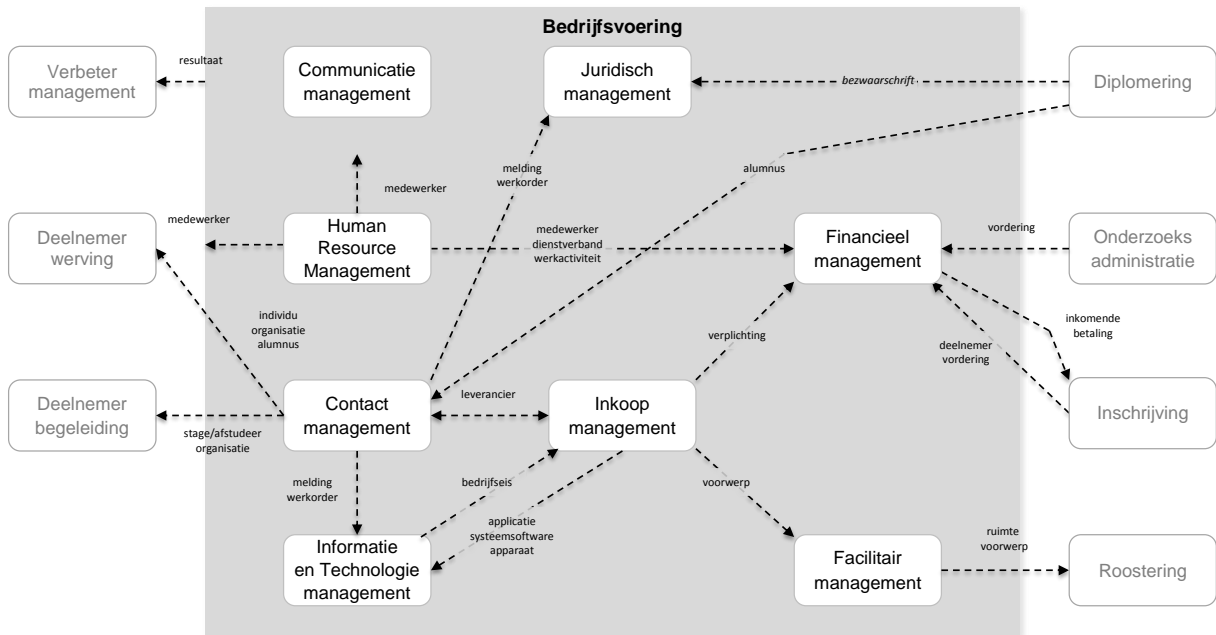 Bedrijfsvoering
Verbeter
management
resultaat
Communicatie
management
Juridisch
management
bezwaarschrift
Diplomering
melding
werkorder
alumnus
medewerker
Deelnemer
werving
medewerker
Human
Resource
Management
medewerker
dienstverband
werkactiviteit
Financieel
management
vordering
Onderzoeks
administratie
individu
organisatie
alumnus
verplichting
inkomende
betaling
deelnemer
vordering
Deelnemer
begeleiding
stage/afstudeer
organisatie
Contact
management
leverancier
Inkoop
management
Inschrijving
melding
werkorder
bedrijfseis
voorwerp
applicatie
systeemsoftware
apparaat
Informatie
en Technologie
management
Facilitair
management
ruimte
voorwerp
Roostering